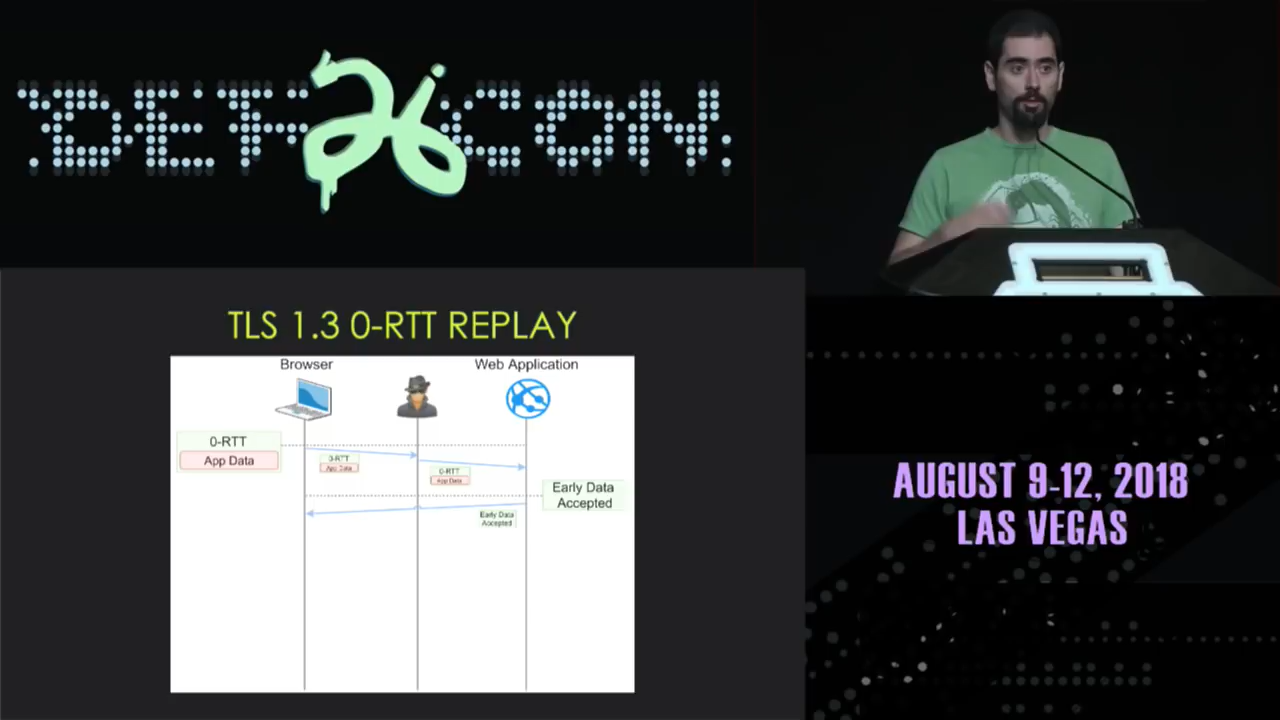 DEF CON
26
TLS 1.3 0-RTT REPLAY
Browser
Web Application
0-RTT
App Data
0-RTT
App Data
0-RTT
App Data
Early Data
Accepted
Early Data
Accepted
AUGUST 9-12, 2018
LAS VEGAS